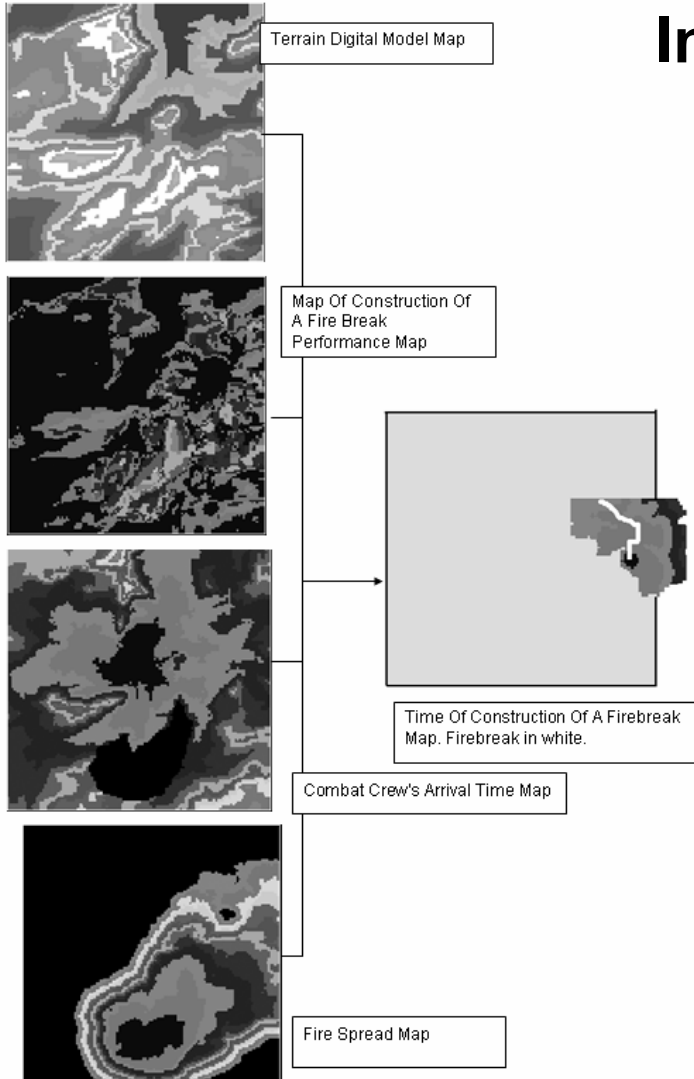 Terrain Digital Model Map
Map Of Construction Of
A Fire Break
Performance Map
Time Of Construction Of A Firebreak
Map. Firebreak in white.
Combat Crew's Arrival Time Map
Fire Spread Map